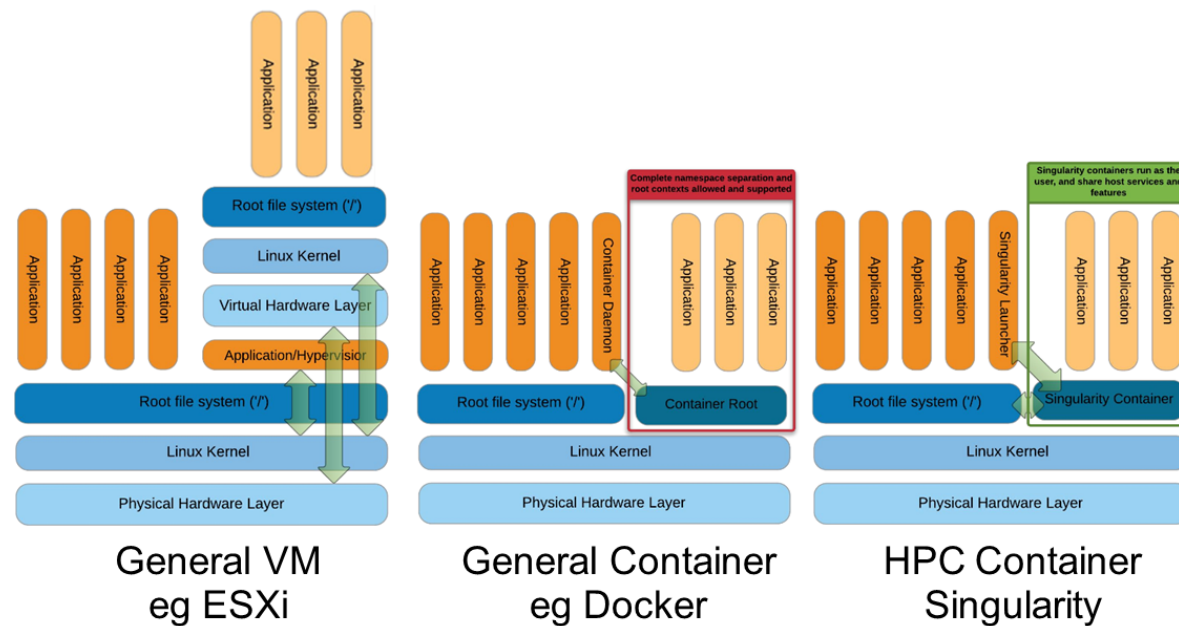 Application
Application
Application
Root file system ('/')
Linux Kernel
Virtual Hardware Layer
Application/Hypervisior
Application
Application
Application
Application
Root file system ('/')
Linux Kernel
Physical Hardware Layer
General VM
eg ESXi
Complete namespace separation and
root contexts allowed and supported
Application
Application
Application
Application
Container Daemon
Application
Application
Application
Root file system ('/')
Container Root
Linux Kernel
Physical Hardware Layer
General Container
eg Docker
Singularity containers run as the
user, and share host services and
features
Application
Application
Application
Application
Singularity Launcher
Application
Application
Application
Root file system ('/')
Singularity Container
Linux Kernel
Physical Hardware Layer
HPC Container
Singularity